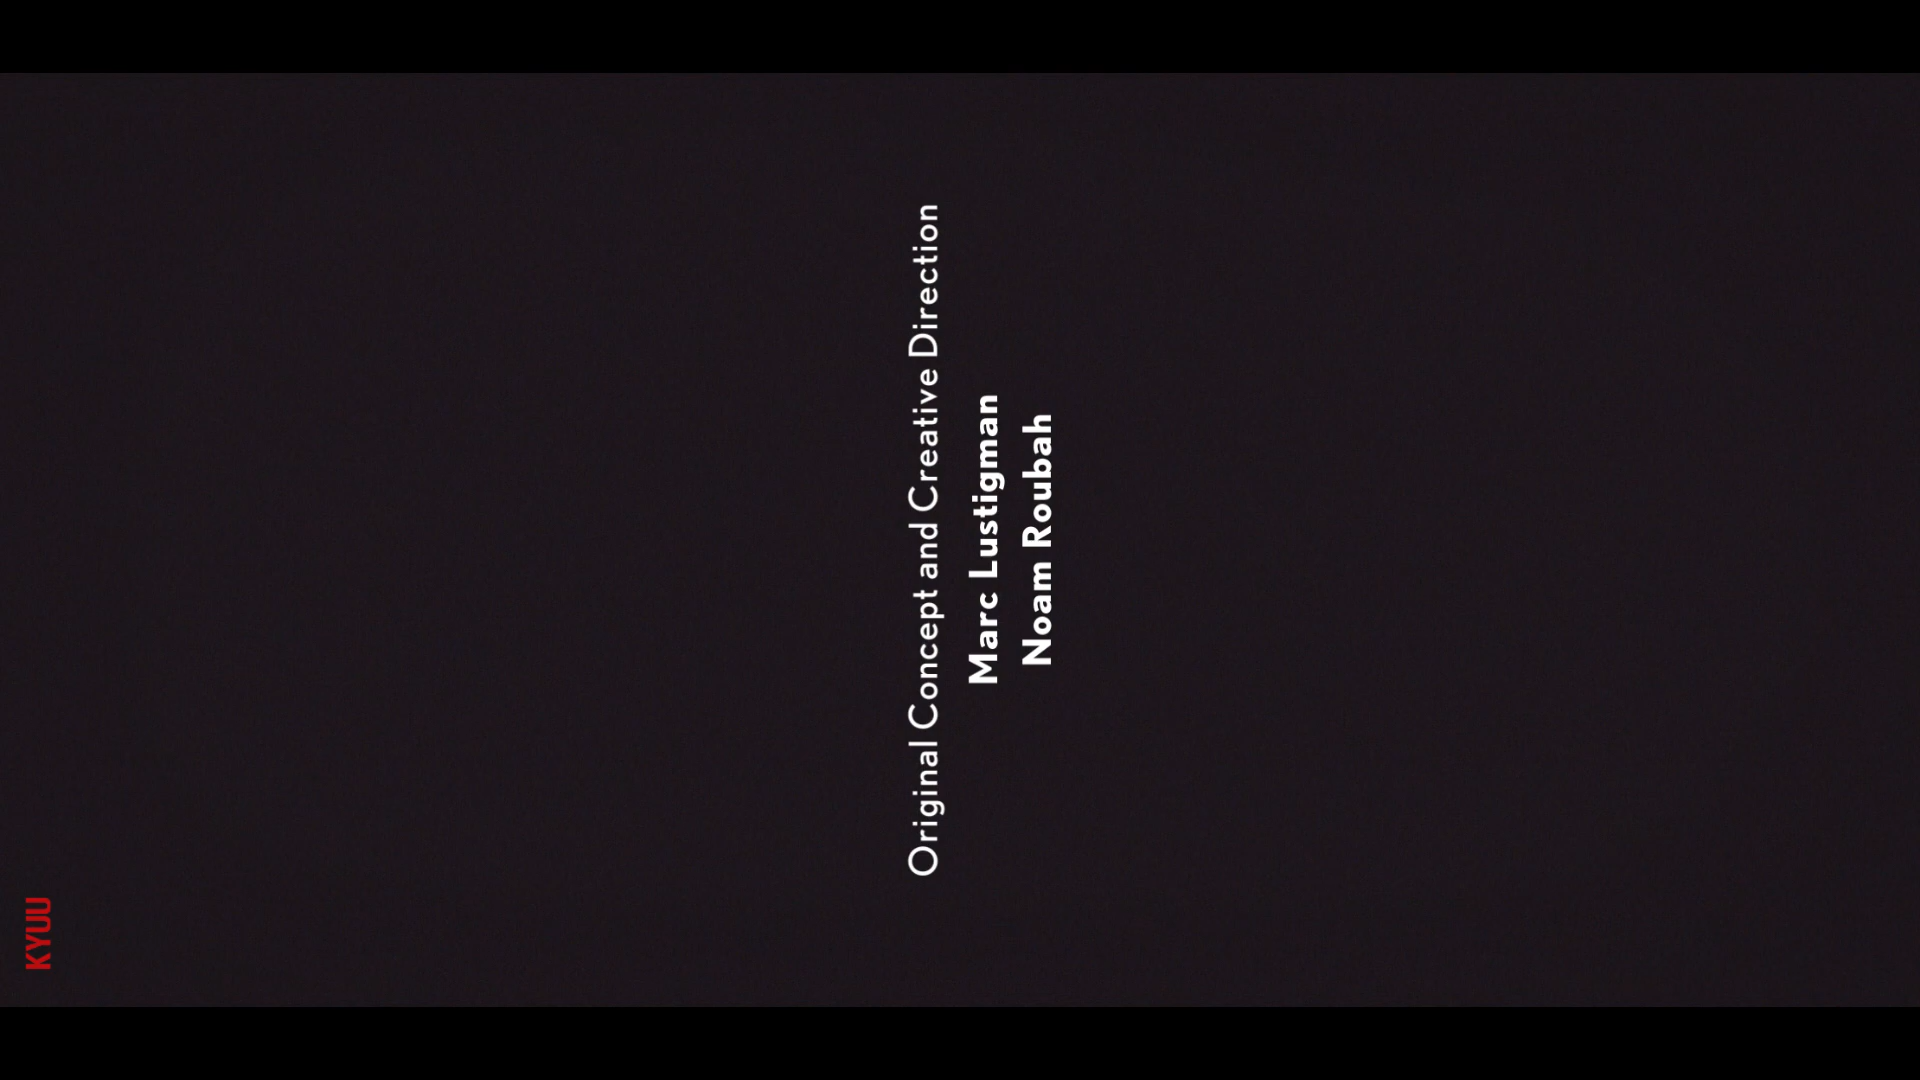 Original Concept and Creative Direction
Marc Lustigman
Noam Roubah
KYUU